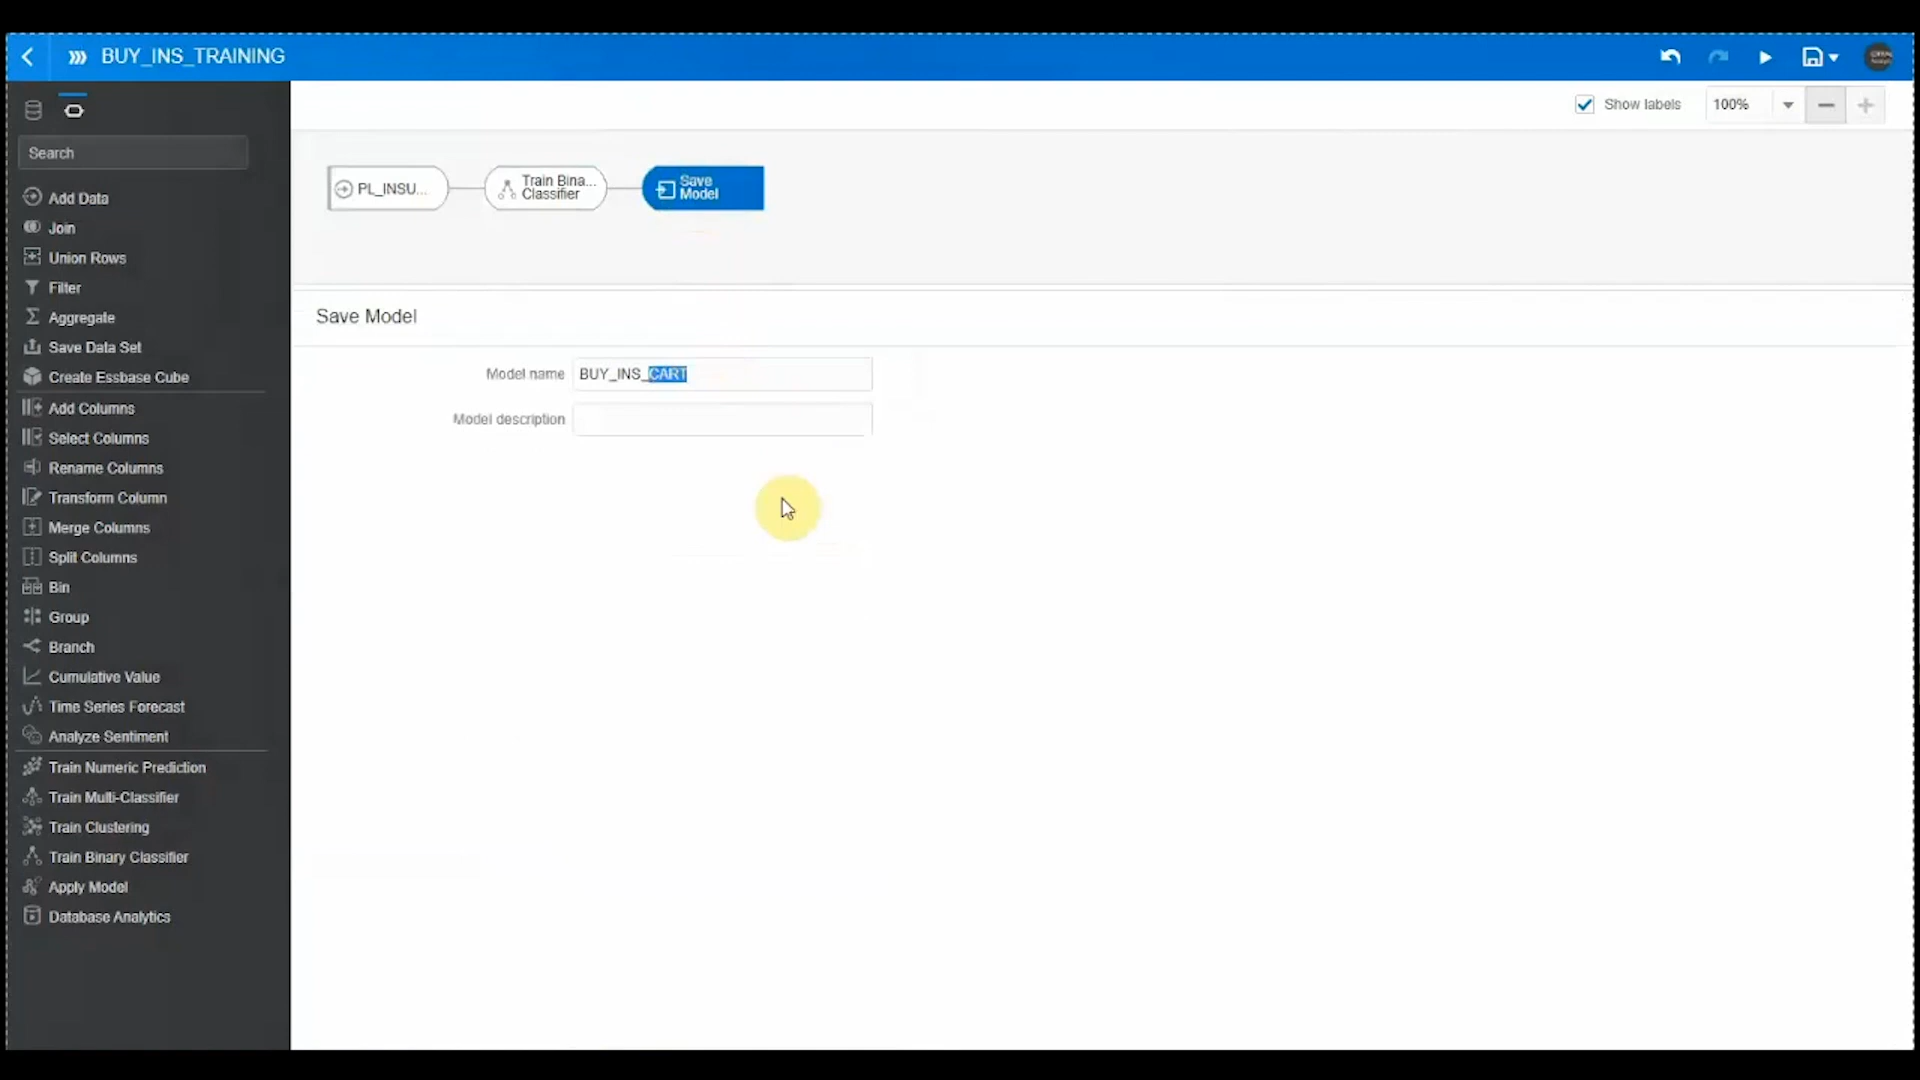 BUY_INS_TRAINING
Show labels
100%
Search
Add Data
Join
Union Rows
Filter
Aggregate
Save Data Set
Create Essbase Cube
Add Columns
Select Columns
Rename Columns
Transform Column
Merge Columns
Split Columns
Bin
Group
Branch
Cumulative Value
Time Series Forecast
Analyze Sentiment
Train Numeric Prediction
Train Multi-Classifier
Train Clustering
Train Binary Classifier
Apply Model
Database Analytics
PL_INSU...
Train Bina...
Classifier
Save
Model
Save Model
Model name
BUY_INS_CART
Model description